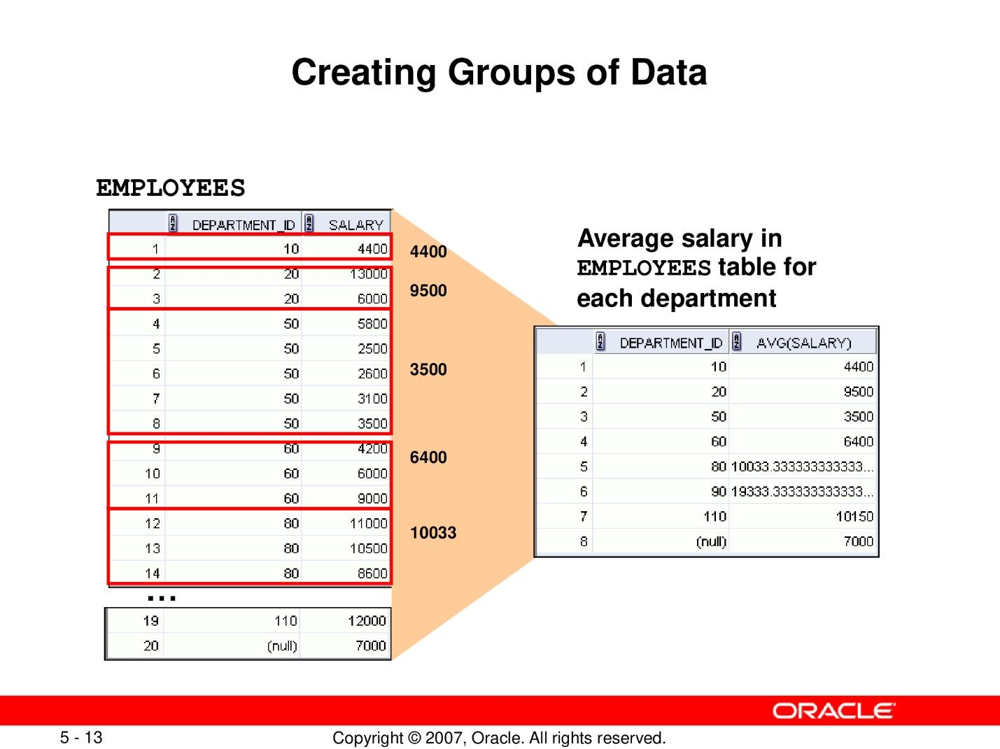 Creating Groups of Data
EMPLOYEES
DEPARTMENT_ID SALARY
1 10 4400
2 20 13000
3 20 6000
4 50 5800
5 50 2500
6 50 2600
7 50 3100
8 50 3500
9 60 4200
10 60 6000
11 60 9000
12 80 11000
13 80 10500
14 80 8600
...
19 110 12000
20 (null) 7000
4400
9500
3500
6400
10033
Average salary in
EMPLOYEES table for
each department
DEPARTMENT_ID AVG(SALARY)
1 10 4400
2 20 9500
3 50 3500
4 60 6400
5 80 10033.333333333333...
6 90 19333.333333333333...
7 110 10150
8 (null) 7000
ORACLE
5 - 13 Copyright © 2007, Oracle. All rights reserved.